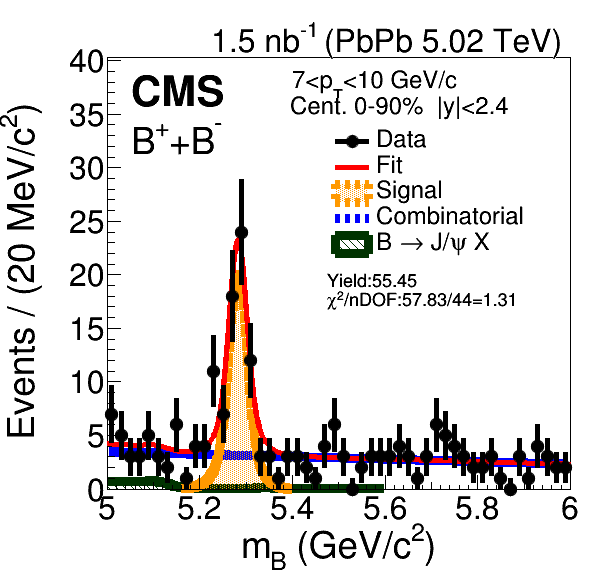 1.5 nb⁻¹ (PbPb 5.02 TeV)
CMS
B⁺+B⁻
7<p_T<10 GeV/c
Cent. 0-90% |y|<2.4
Data
Fit
Signal
Combinatorial
B → J/ψ X
Yield:55.45
χ²/nDOF:57.83/44=1.31
Events / (20 MeV/c²)
40
35
30
25
20
15
10
5
0
5 5.2 5.4 5.6 5.8 6
m_B (GeV/c²)